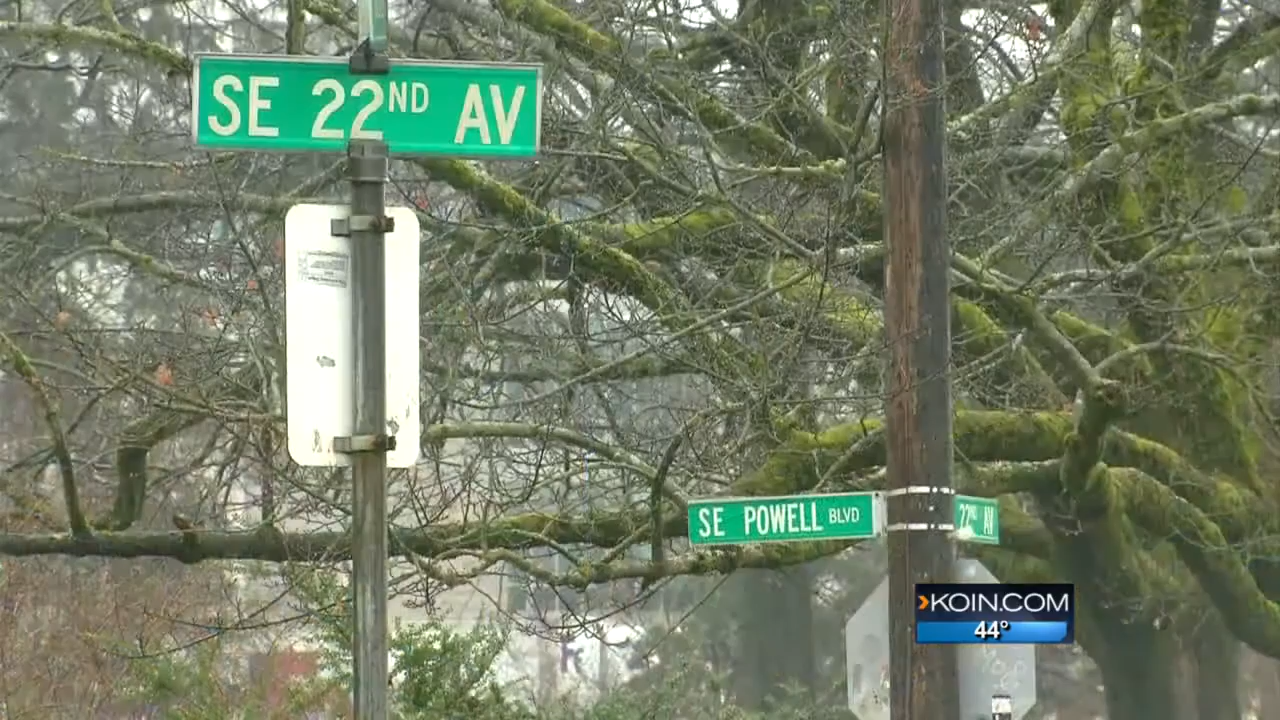 SE 22ND AV
SE POWELL BLVD
22ND AV
KOIN.COM
44°